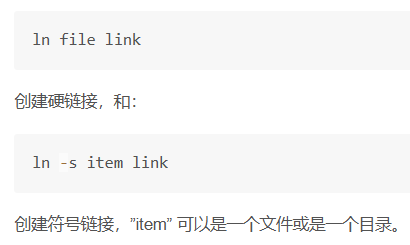 ln file link
创建硬链接，和：
ln -s item link
创建符号链接，”item” 可以是一个文件或是一个目录。